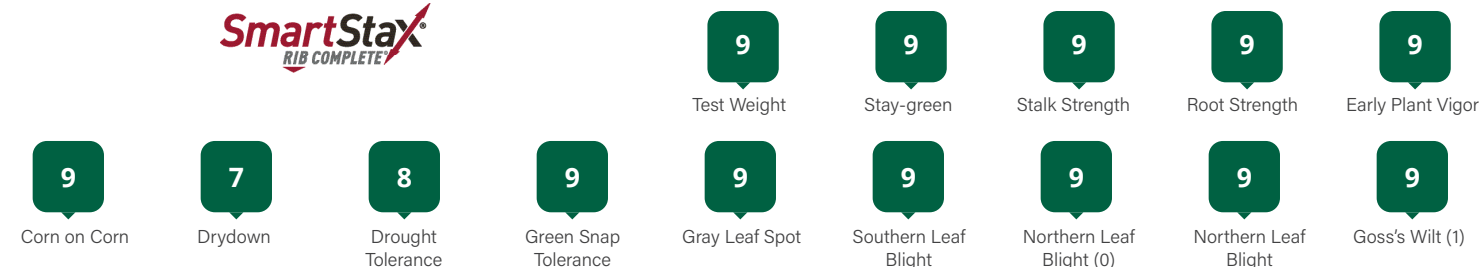 SmartStax®
RIB COMPLETE®
9 9 9 9 9
Test Weight Stay-green Stalk Strength Root Strength Early Plant Vigor
9 7 8 9 9 9 9 9 9
Corn on Corn Drydown Drought Green Snap Gray Leaf Spot Southern Leaf Northern Leaf Northern Leaf Goss's Wilt (1)
Tolerance Tolerance Blight Blight (0) Blight